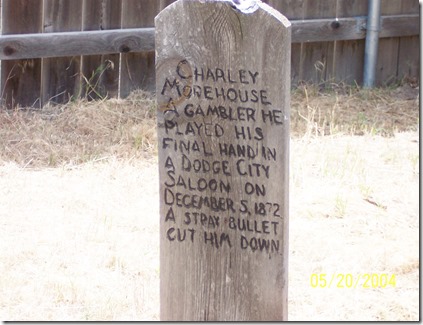 CHARLEY
MOREHOUSE
A GAMBLER HE
PLAYED HIS
FINAL HAND IN
A DODGE CITY
SALOON ON
DECEMBER 5, 1872
A STRAY BULLET
CUT HIM DOWN
05/20/2004